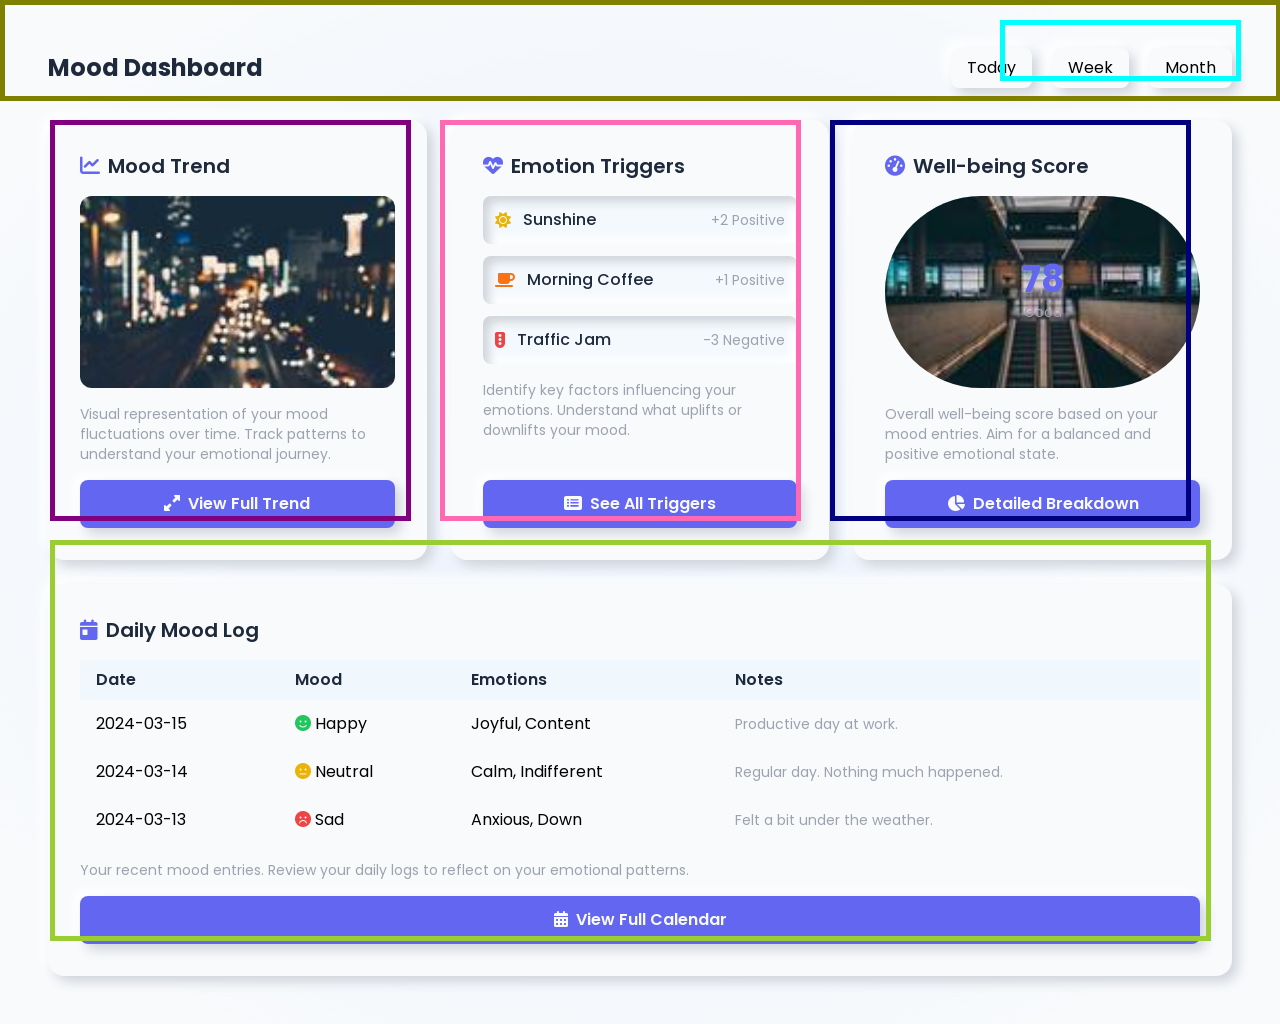 Mood Dashboard
Today
Week
Month
Mood Trend
Visual representation of your mood
fluctuations over time. Track patterns to
understand your emotional journey.
View Full Trend
Emotion Triggers
Sunshine +2 Positive
Morning Coffee +1 Positive
Traffic Jam -3 Negative
Identify key factors influencing your
emotions. Understand what uplifts or
downlifts your mood.
See All Triggers
Well-being Score
78
Good
Overall well-being score based on your
mood entries. Aim for a balanced and
positive emotional state.
Detailed Breakdown
Daily Mood Log
Date Mood Emotions Notes
2024-03-15 Happy Joyful, Content Productive day at work.
2024-03-14 Neutral Calm, Indifferent Regular day. Nothing much happened.
2024-03-13 Sad Anxious, Down Felt a bit under the weather.
Your recent mood entries. Review your daily logs to reflect on your emotional patterns.
View Full Calendar